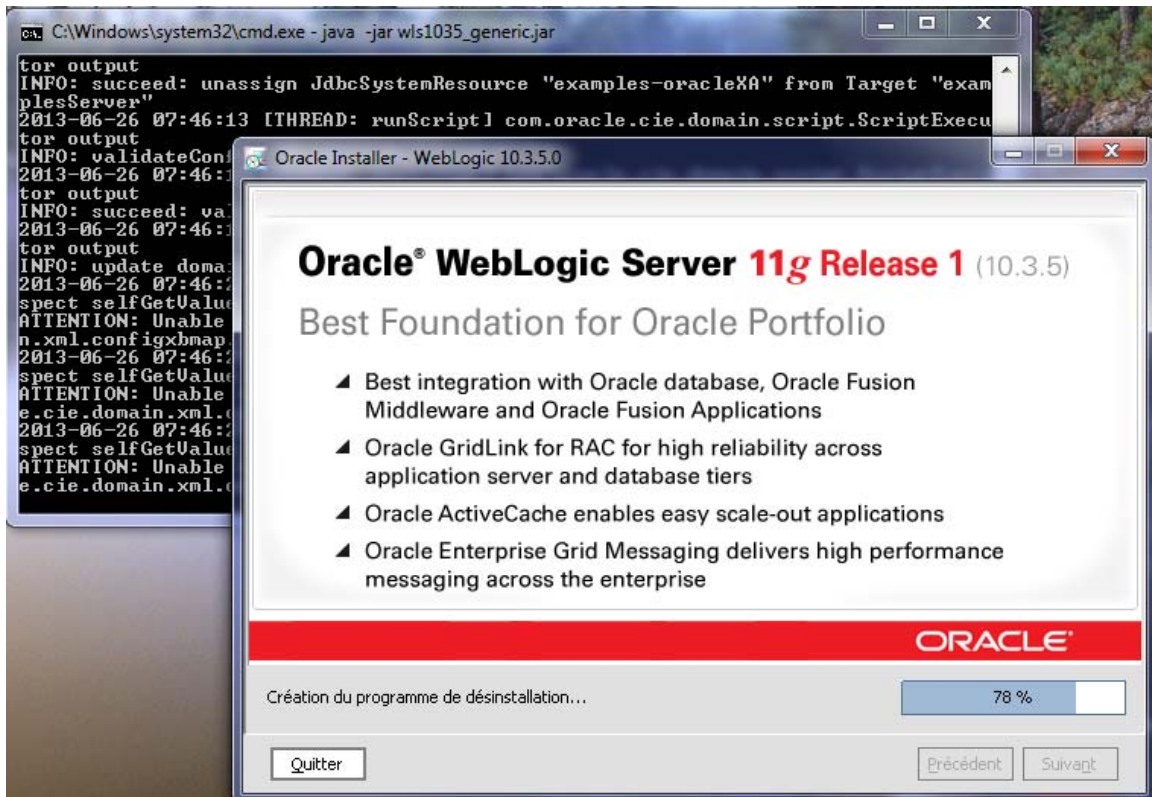 C:\Windows\system32\cmd.exe - java -jar wls1035_generic.jar
tor output
INFO: succeed: unassign JdbcSystemResource "examples-oracleXA" from Target "exam
plesServer"
2013-06-26 07:46:13 [THREAD: runScript] com.oracle.cie.domain.script.ScriptExecu
tor output
INFO: validateConf
2013-06-26 07:46:1
tor output
INFO: succeed: va
2013-06-26 07:46:1
tor output
INFO: update doma
2013-06-26 07:46:2
spect selfGetValue
ATTENTION: Unable
n.xml.configxbmap.
2013-06-26 07:46:2
spect selfGetValue
ATTENTION: Unable
e.cie.domain.xml.c
2013-06-26 07:46:2
spect selfGetValue
ATTENTION: Unable
e.cie.domain.xml.c
Oracle Installer - WebLogic 10.3.5.0
Oracle® WebLogic Server 11g Release 1 (10.3.5)
Best Foundation for Oracle Portfolio
Best integration with Oracle database, Oracle Fusion
Middleware and Oracle Fusion Applications
Oracle GridLink for RAC for high reliability across
application server and database tiers
Oracle ActiveCache enables easy scale-out applications
Oracle Enterprise Grid Messaging delivers high performance
messaging across the enterprise
ORACLE
Création du programme de désinstallation...
78 %
Quitter
Précédent
Suivant